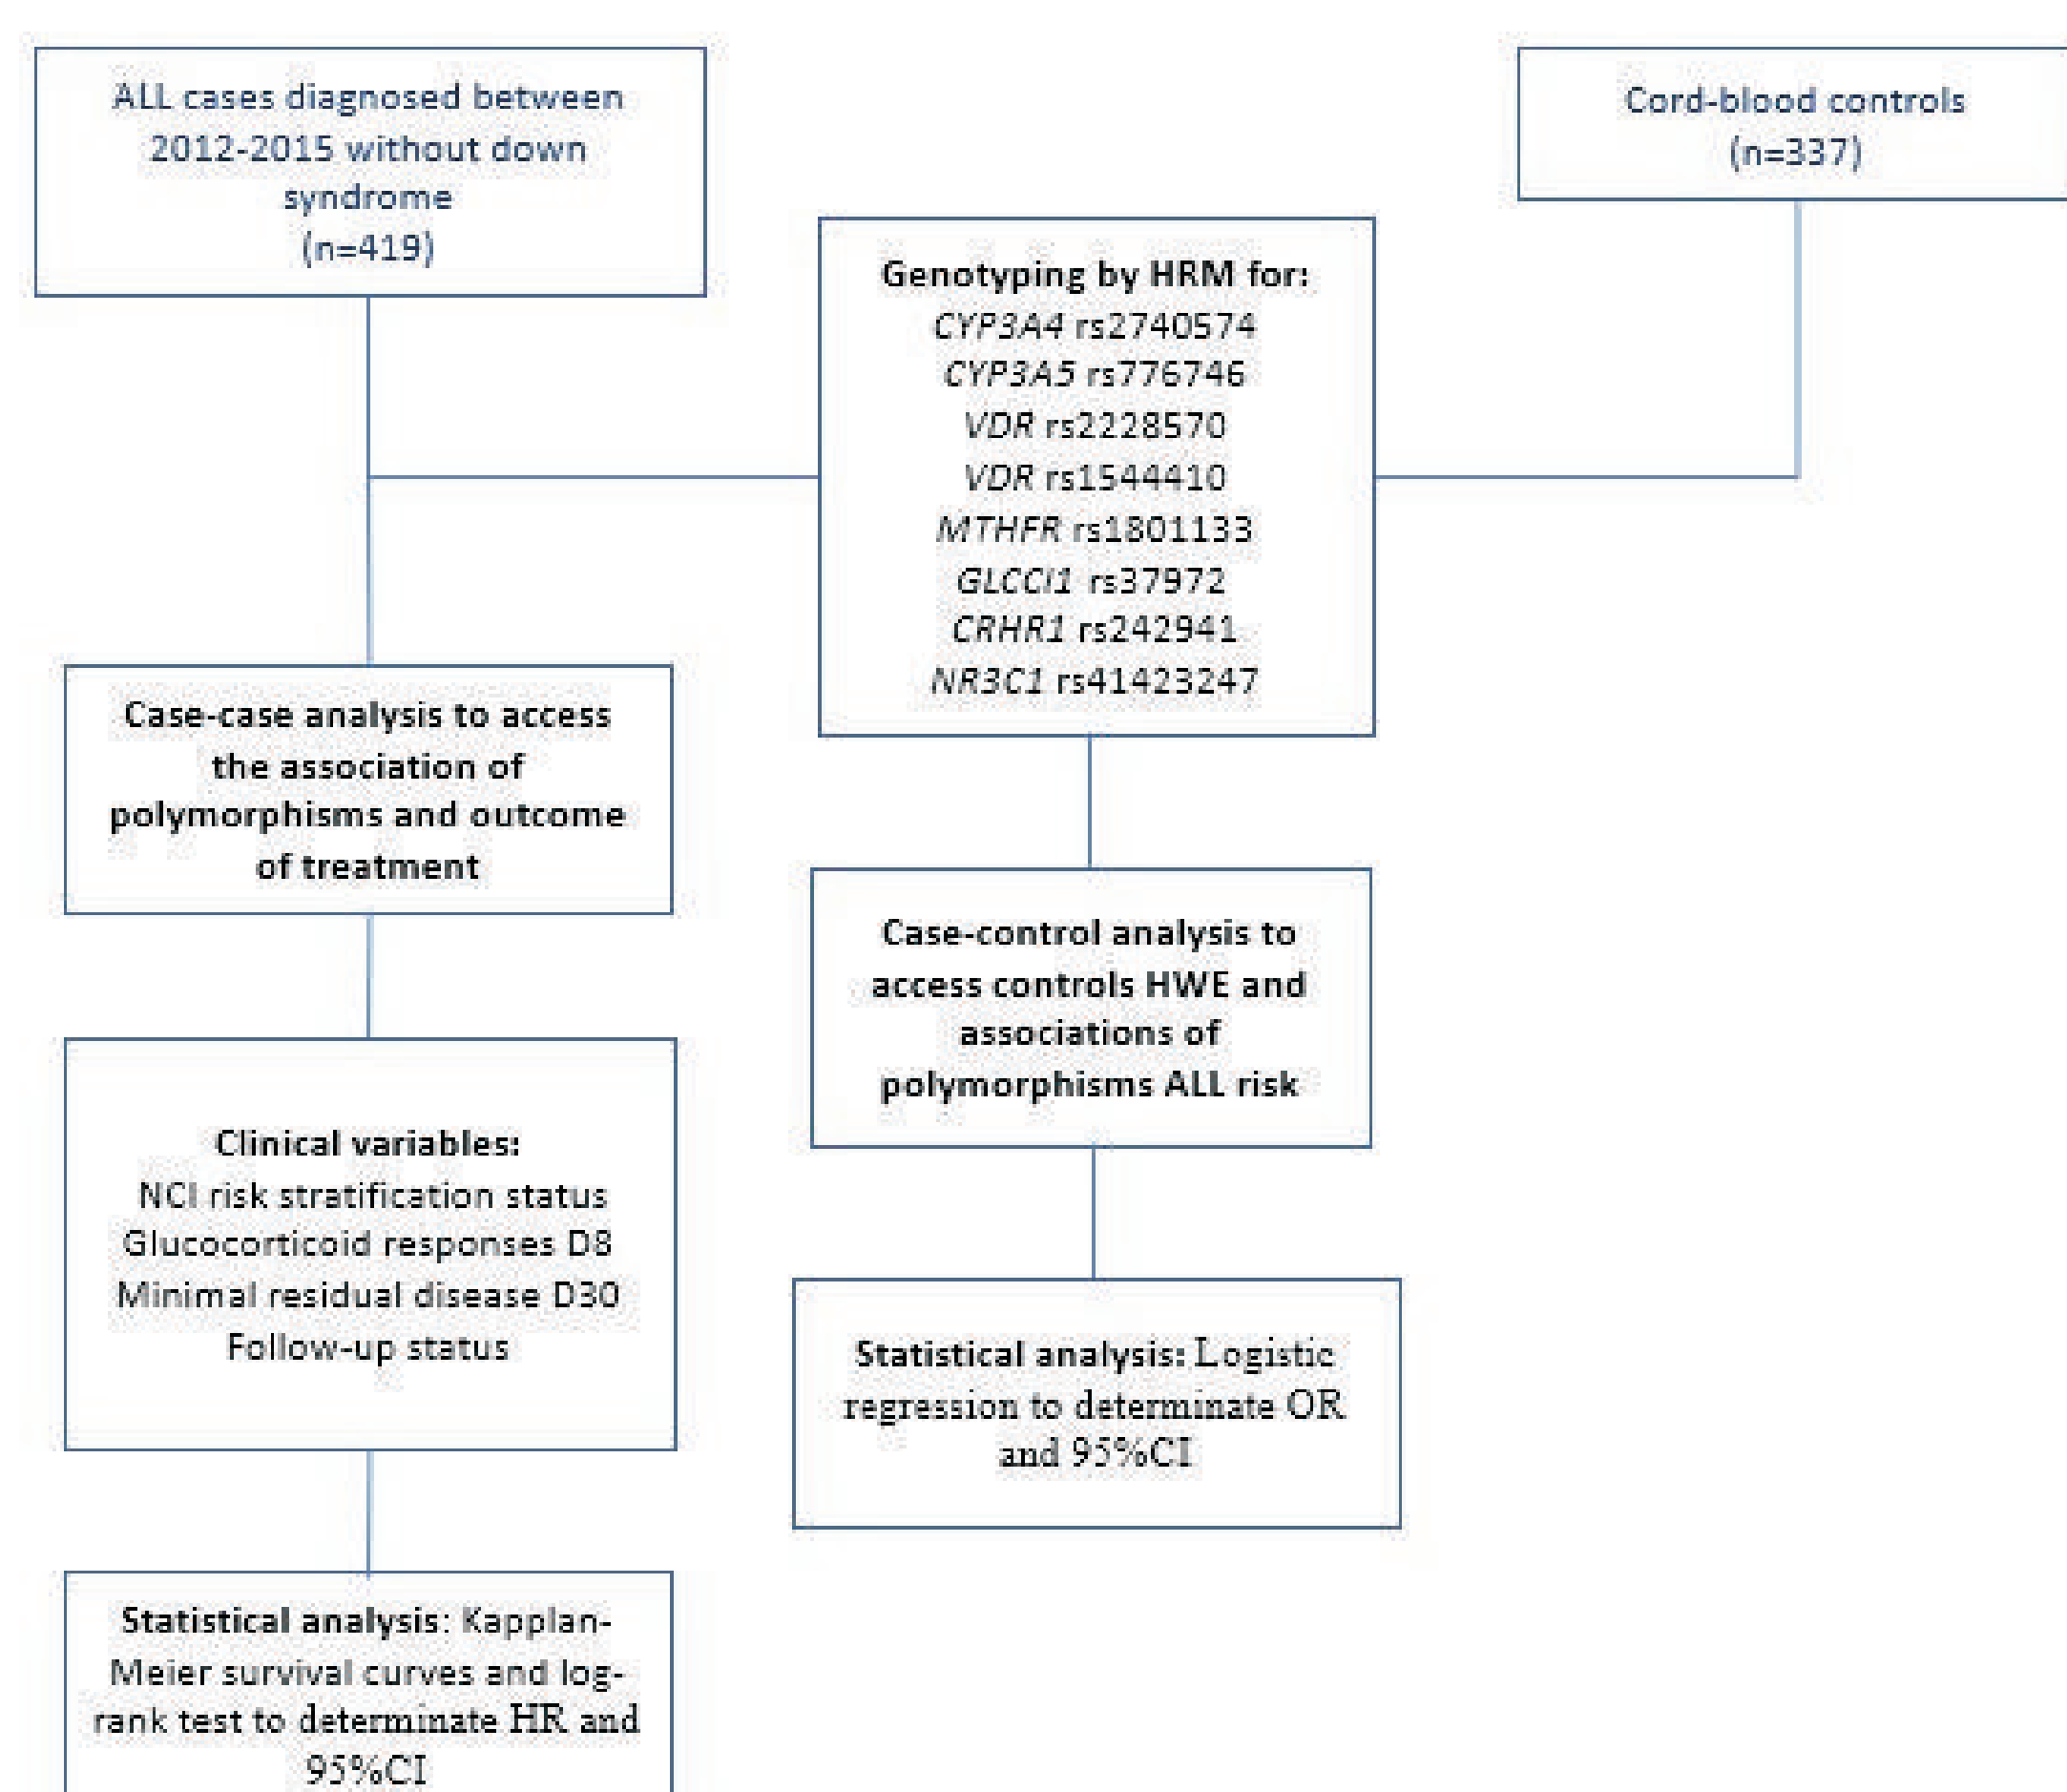 ALL cases diagnosed between
2012-2015 without down
syndrome
(n=419)
Cord-blood controls
(n=337)
Genotyping by HRM for:
CYP3A4 rs2740574
CYP3A5 rs776746
VDR rs2228570
VDR rs1544410
MTHFR rs1801133
GLCCI1 rs37972
CRHR1 rs242941
NR3C1 rs41423247
Case-case analysis to access
the association of
polymorphisms and outcome
of treatment
Case-control analysis to
access controls HWE and
associations of
polymorphisms ALL risk
Clinical variables:
NCI risk stratification status
Glucocorticoid responses D8
Minimal residual disease D30
Follow-up status
Statistical analysis: Logistic
regression to determinate OR
and 95%CI
Statistical analysis: Kapplan-
Meier survival curves and log-
rank test to determinate HR and
95%CI